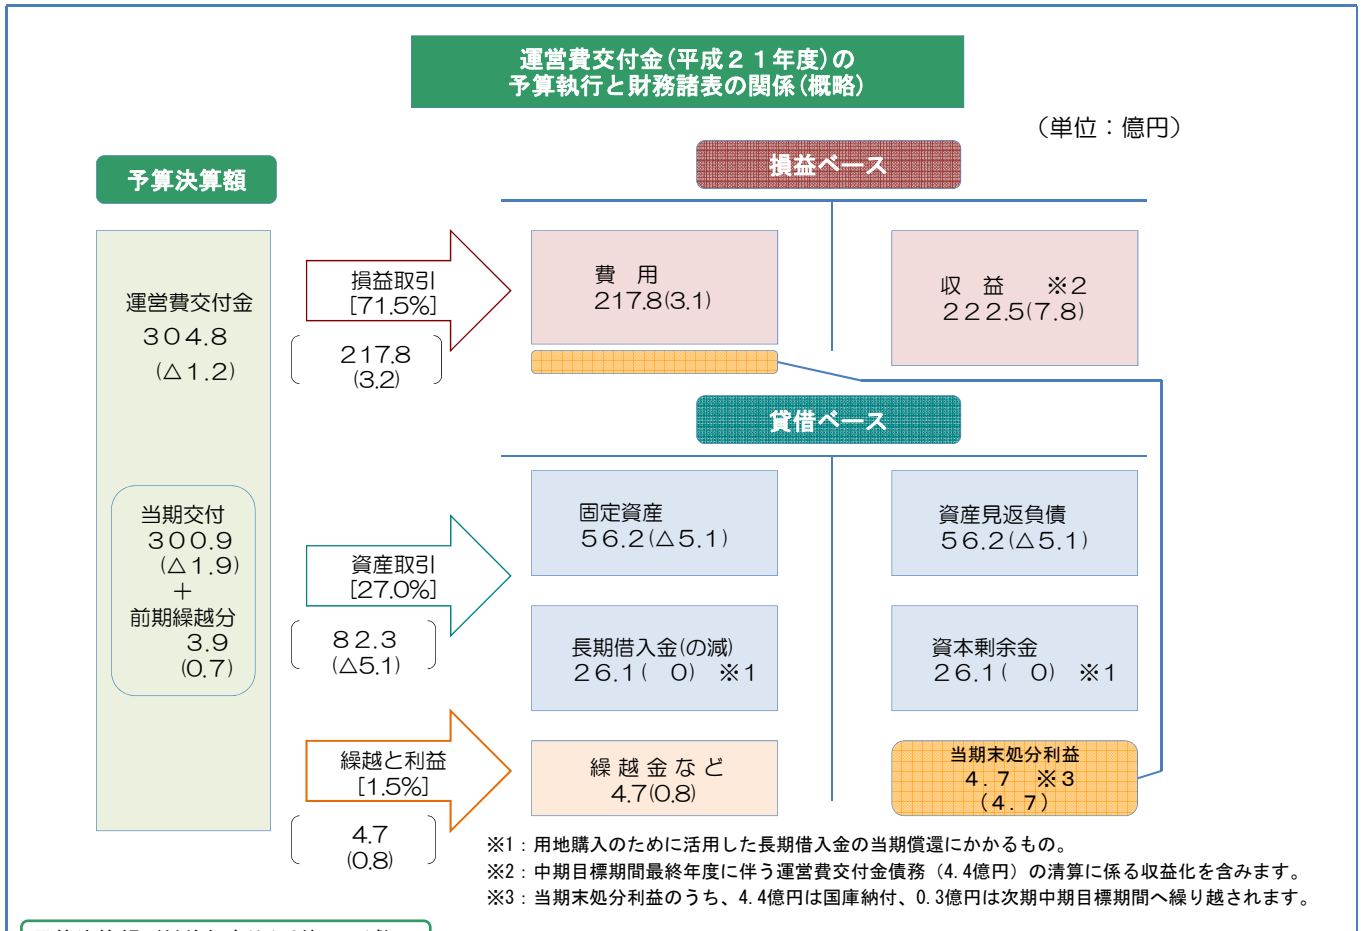 運営費交付金(平成２１年度)の
予算執行と財務諸表の関係(概略)
（単位：億円）
予算決算額
損益ベース
運営費交付金
３０４.８
(△１.２)
当期交付
３００.９
(△１.９)
＋
前期繰越分
３.９
(０.７)
損益取引
[71.5%]
217.8
(3.2)
費　用
217.8(3.1)
収　益　　※２
２２２.５(７.８)
貸借ベース
資産取引
[27.0%]
８２.３
(△5.1)
固定資産
５６.２(△５.１)
資産見返負債
５６.２(△５.１)
長期借入金(の減)
２６.１(　０)　※１
資本剰余金
２６.１(　０)　※１
繰越と利益
[1.5%]
4.7
(0.8)
繰 越 金 な ど
4.7(0.8)
当期末処分利益
４.７　※３
(４.７)
※１：用地購入のために活用した長期借入金の当期償還にかかるもの。
※２：中期目標期間最終年度に伴う運営費交付金債務（4.4億円）の清算に係る収益化を含みます。
※３：当期末処分利益のうち、4.4億円は国庫納付、0.3億円は次期中期目標期間へ繰り越されます。